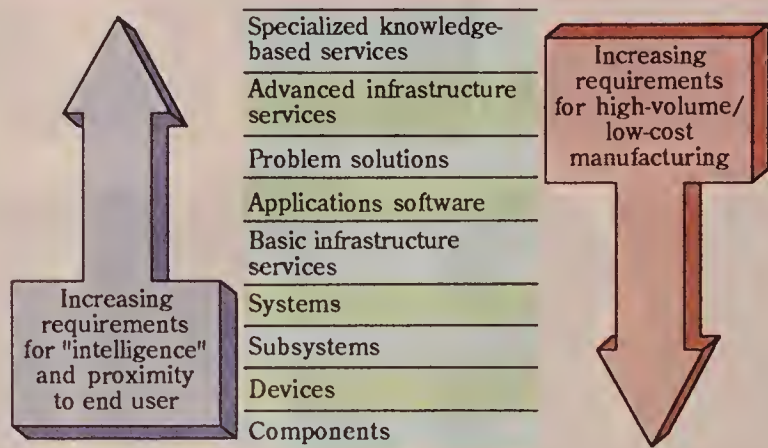 Specialized knowledge-
based services
Advanced infrastructure
services
Problem solutions
Applications software
Basic infrastructure
services
Systems
Subsystems
Devices
Components
Increasing
requirements
for "intelligence"
and proximity
to end user
Increasing
requirements
for high-volume/
low-cost
manufacturing